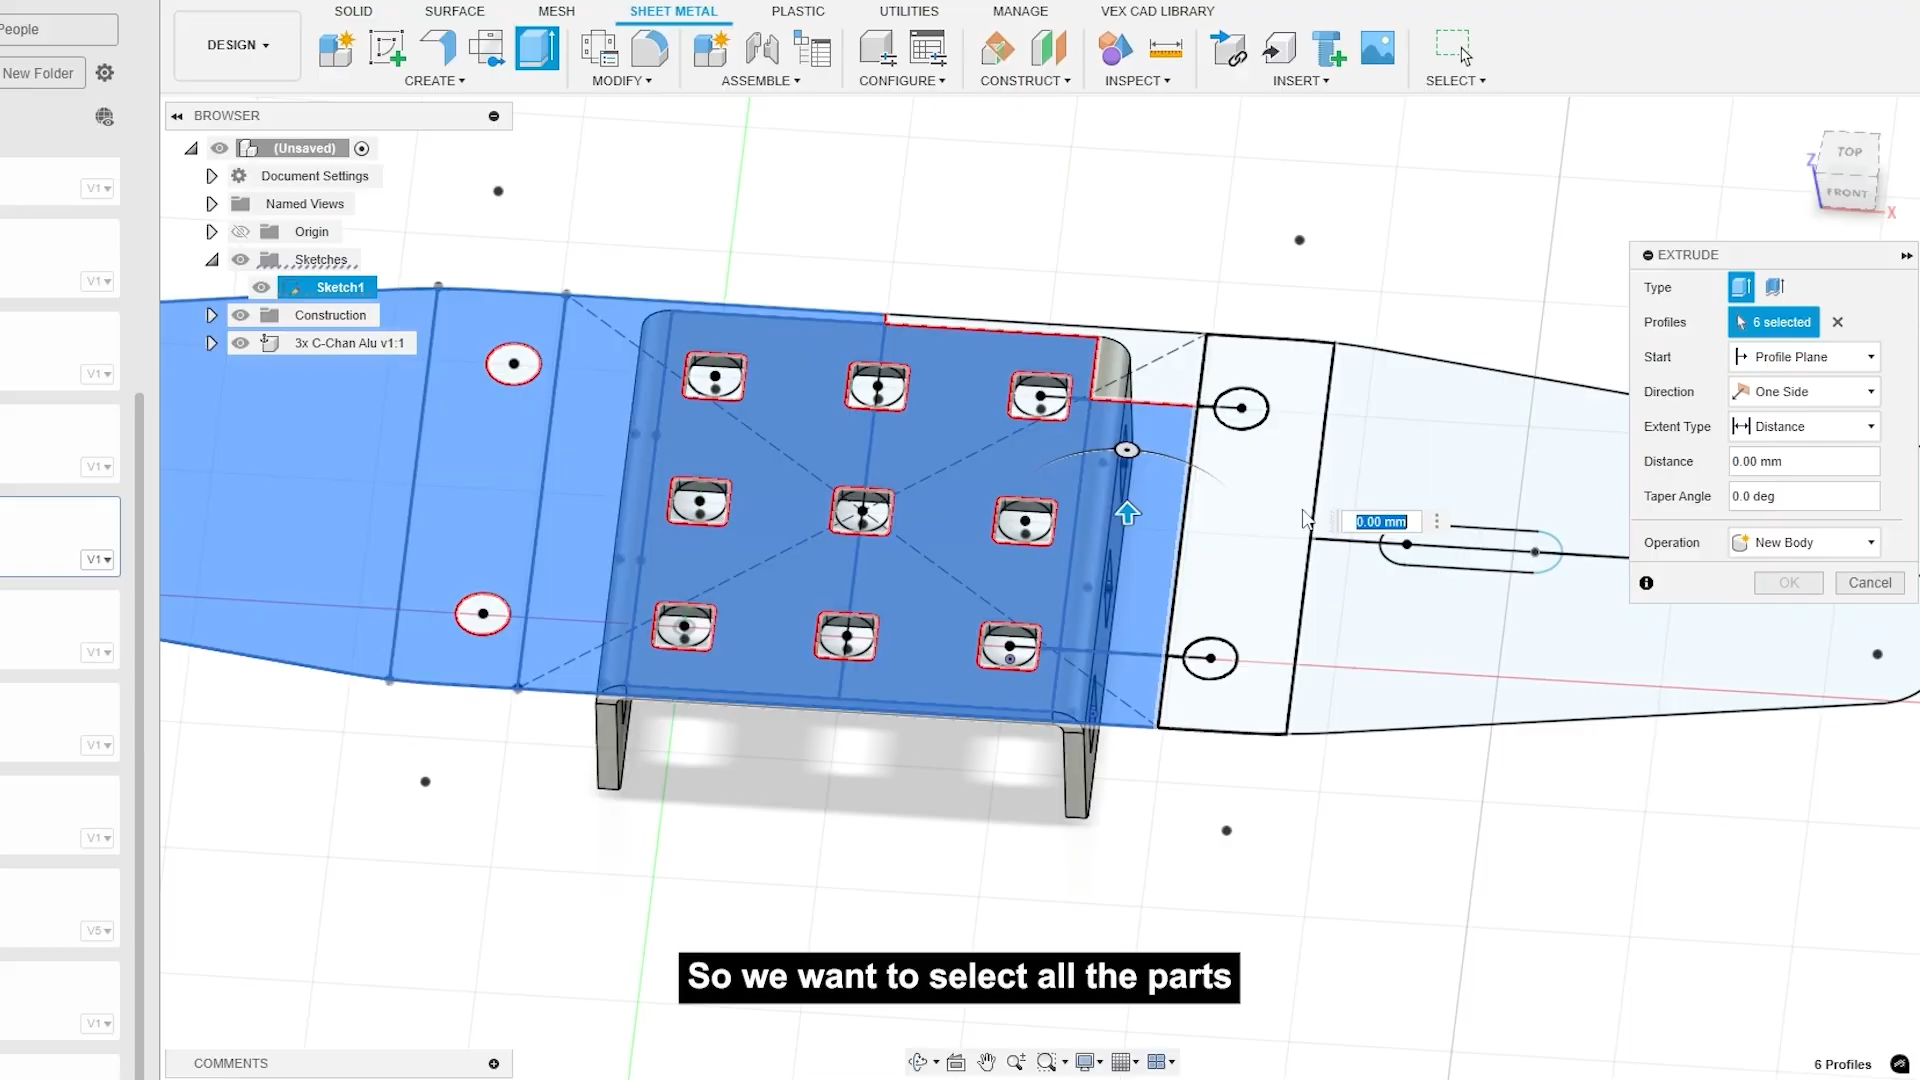 SOLID SURFACE MESH SHEET METAL PLASTIC UTILITIES MANAGE VEX CAD LIBRARY
People
DESIGN
New Folder
CREATE MODIFY ASSEMBLE CONFIGURE CONSTRUCT INSPECT INSERT SELECT
BROWSER
(Unsaved)
Document Settings
Named Views
Origin
Sketches
Sketch1
Construction
3x C-Chan Alu v1:1
V1
V1
V1
V1
V1
V1
V1
V1
V5
V1
TOP
FRONT
Z
X
EXTRUDE
Type
Profiles 6 selected
Start Profile Plane
Direction One Side
Extent Type Distance
Distance 0.00 mm
Taper Angle 0.0 deg
Operation New Body
OK Cancel
0.00 mm
So we want to select all the parts
COMMENTS
6 Profiles